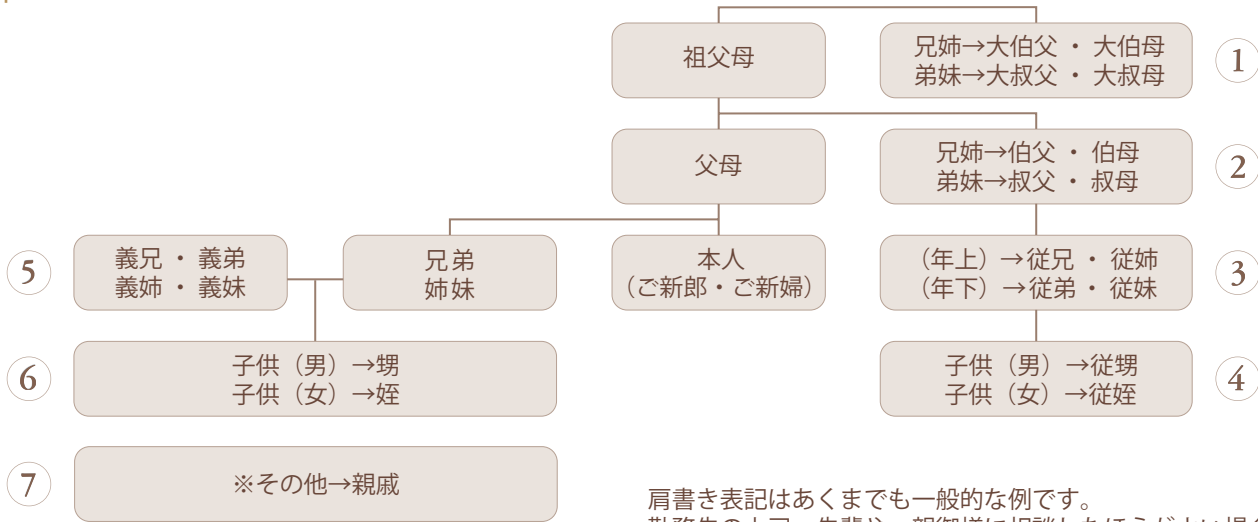 祖父母
兄姉→大伯父 ・ 大伯母
弟妹→大叔父 ・ 大叔母
①
父母
兄姉→伯父 ・ 伯母
弟妹→叔父 ・ 叔母
②
⑤
義兄 ・ 義弟
義姉 ・ 義妹
兄弟
姉妹
本人
（ご新郎・ご新婦）
（年上）→従兄 ・ 従姉
（年下）→従弟 ・ 従妹
③
⑥
子供（男）→甥
子供（女）→姪
子供（男）→従甥
子供（女）→従姪
④
⑦
※その他→親戚
肩書き表記はあくまでも一般的な例です。